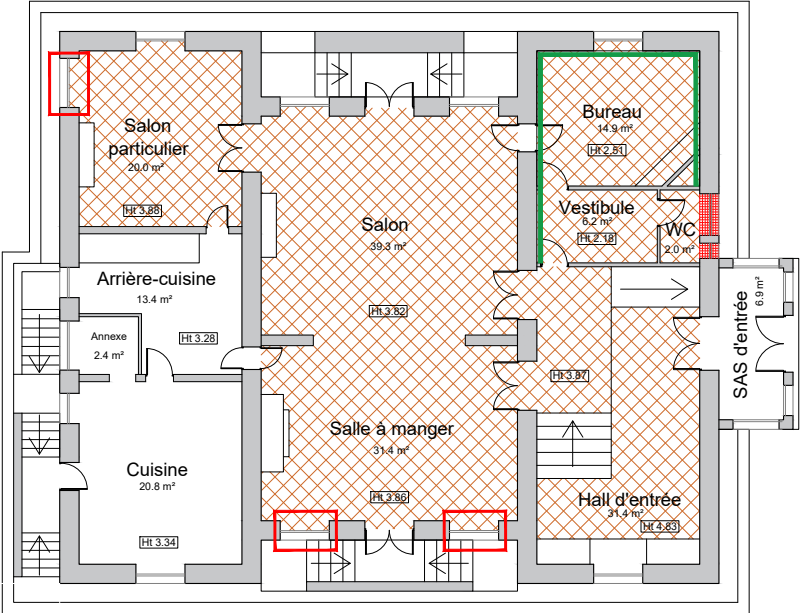 Salon
particulier
20.0 m²
Ht 3.88
Bureau
14.9 m²
Ht 2.51
Vestibule
6.2 m²
Ht 2.18
WC
2.0 m²
Salon
39.3 m²
Ht 3.82
Arrière-cuisine
13.4 m²
Ht 3.28
Annexe
2.4 m²
SAS d'entrée
6.9 m²
Ht 3.87
Salle à manger
31.4 m²
Ht 3.86
Cuisine
20.8 m²
Ht 3.34
Hall d'entrée
31.4 m²
Ht 4.83